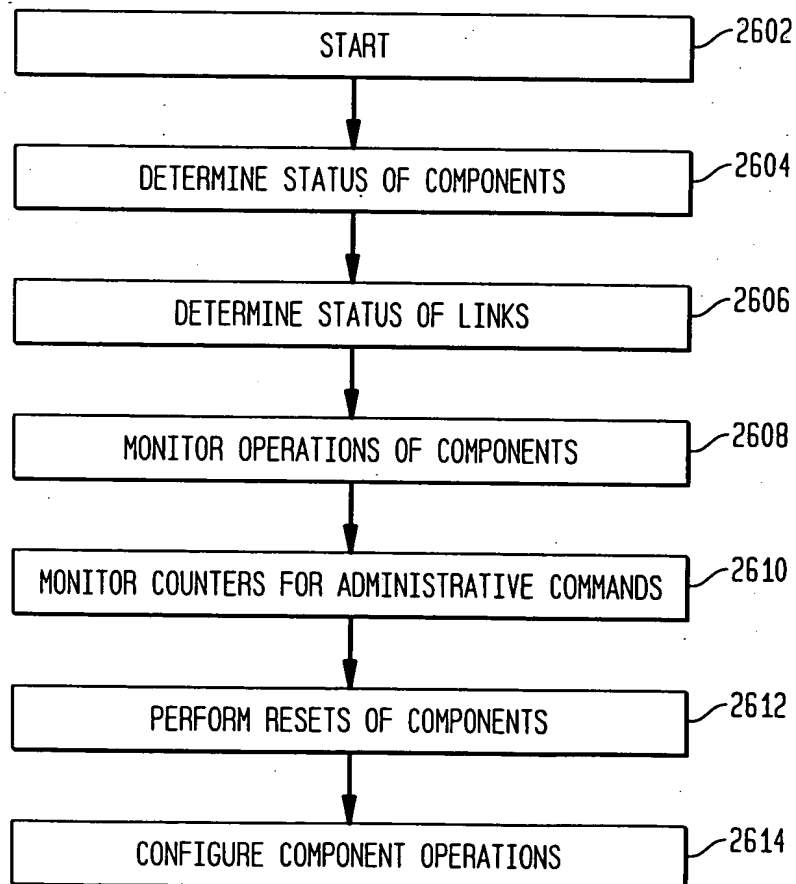 START 2602
DETERMINE STATUS OF COMPONENTS 2604
DETERMINE STATUS OF LINKS 2606
MONITOR OPERATIONS OF COMPONENTS 2608
MONITOR COUNTERS FOR ADMINISTRATIVE COMMANDS 2610
PERFORM RESETS OF COMPONENTS 2612
CONFIGURE COMPONENT OPERATIONS 2614